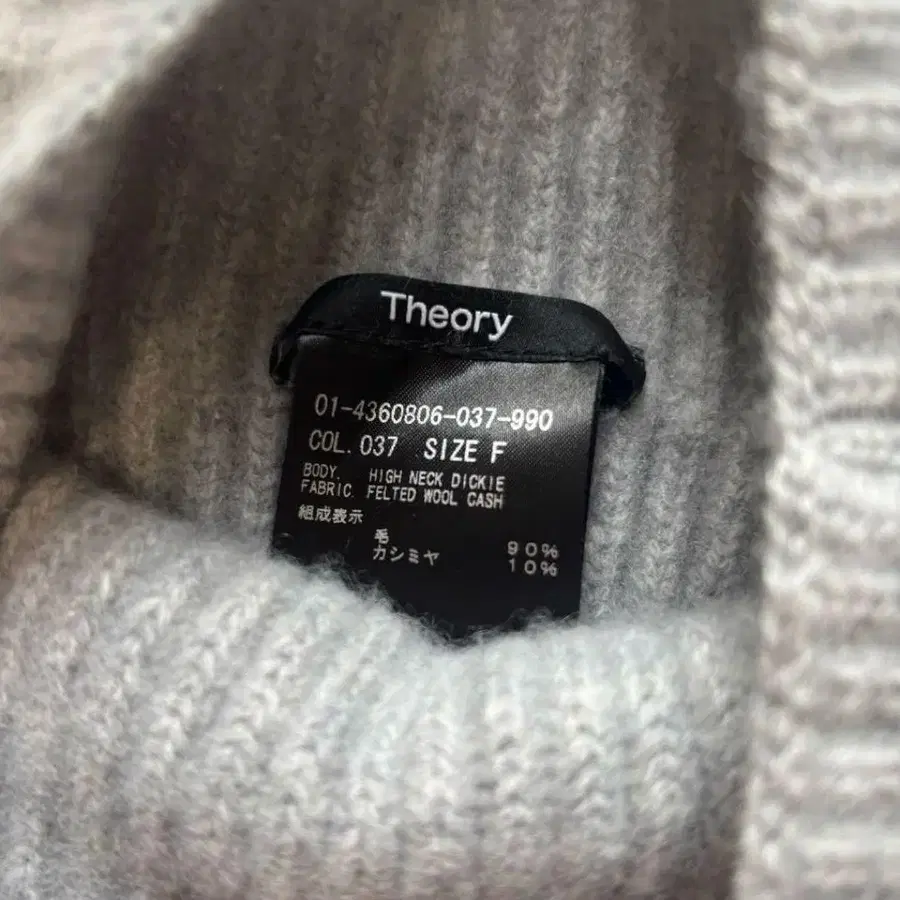 Theory
01-4360806-037-990
COL. 037 SIZE F
BODY. HIGH NECK DICKIE
FABRIC. FELTED WOOL CASH
組成表示
毛 90%
カシミヤ 10%